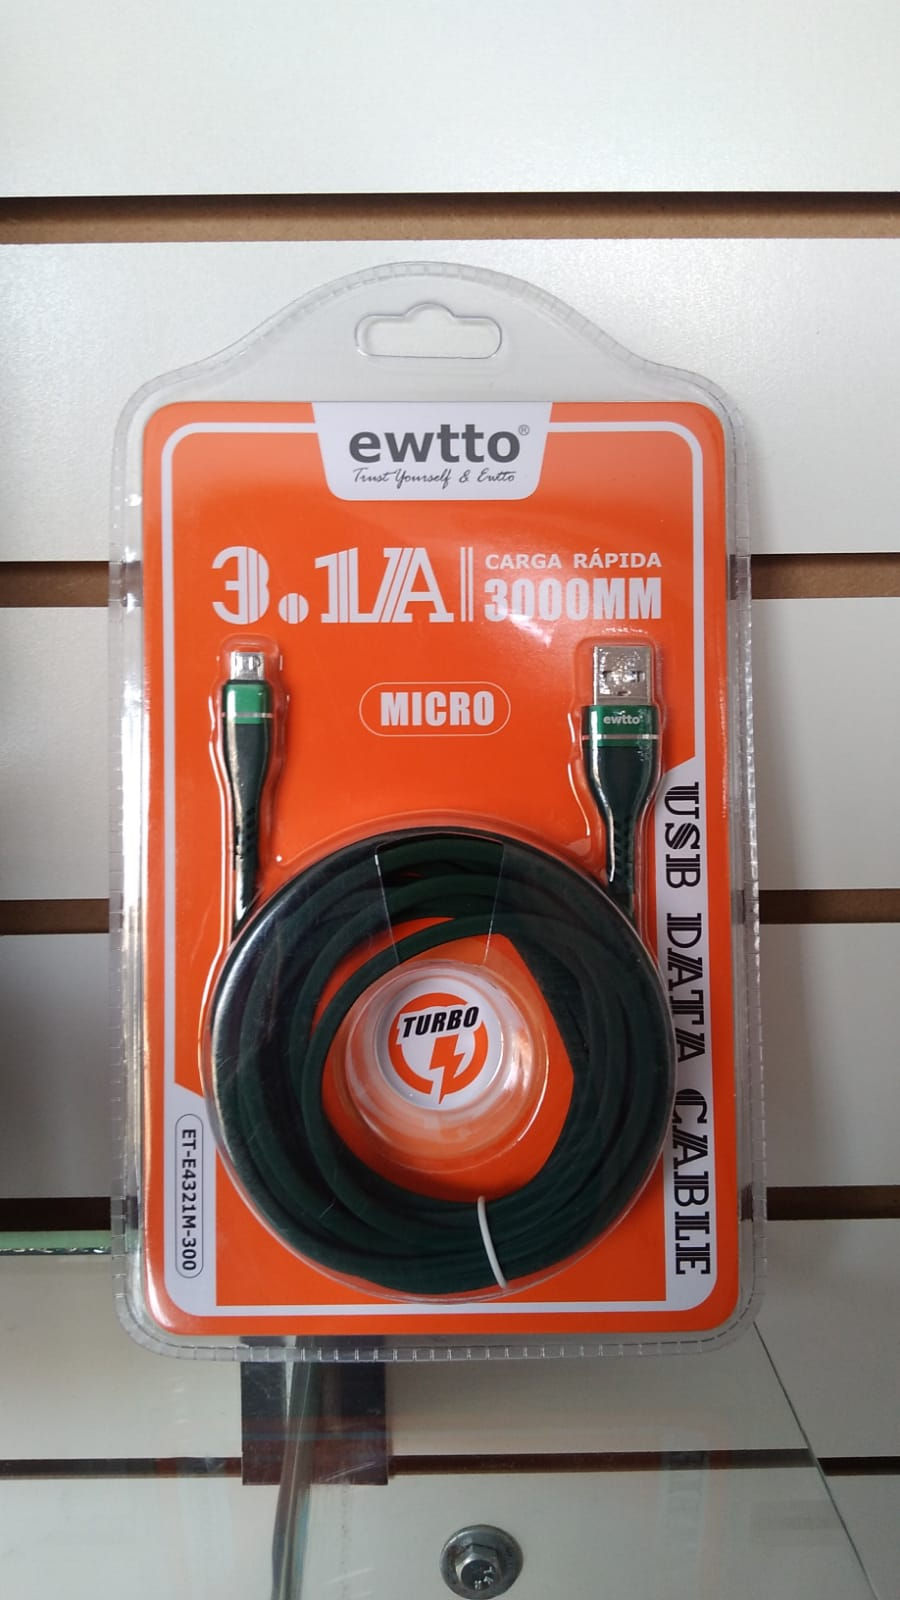 ewtto®
Trust Yourself & Ewtto
3.1A
CARGA RÁPIDA
3000MM
MICRO
ewtto
USB DATA CABLE
TURBO
ET-E4321M-300